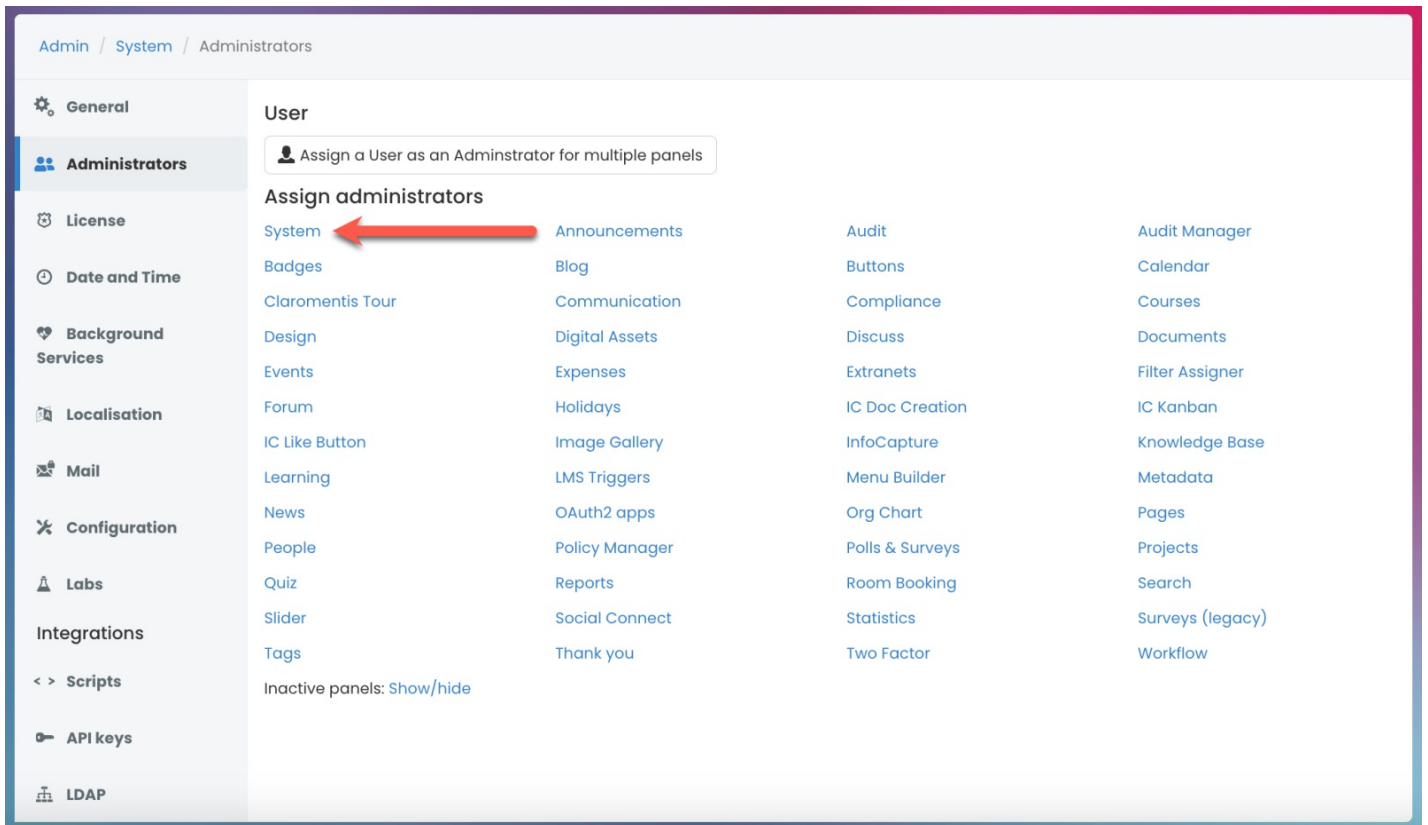 Admin / System / Administrators
General
Administrators
License
Date and Time
Background
Services
Localisation
Mail
Configuration
Labs
Integrations
< > Scripts
API keys
LDAP
User
Assign a User as an Adminstrator for multiple panels
Assign administrators
System Announcements Audit Audit Manager
Badges Blog Buttons Calendar
Claromentis Tour Communication Compliance Courses
Design Digital Assets Discuss Documents
Events Expenses Extranets Filter Assigner
Forum Holidays IC Doc Creation IC Kanban
IC Like Button Image Gallery InfoCapture Knowledge Base
Learning LMS Triggers Menu Builder Metadata
News OAuth2 apps Org Chart Pages
People Policy Manager Polls & Surveys Projects
Quiz Reports Room Booking Search
Slider Social Connect Statistics Surveys (legacy)
Tags Thank you Two Factor Workflow
Inactive panels: Show/hide